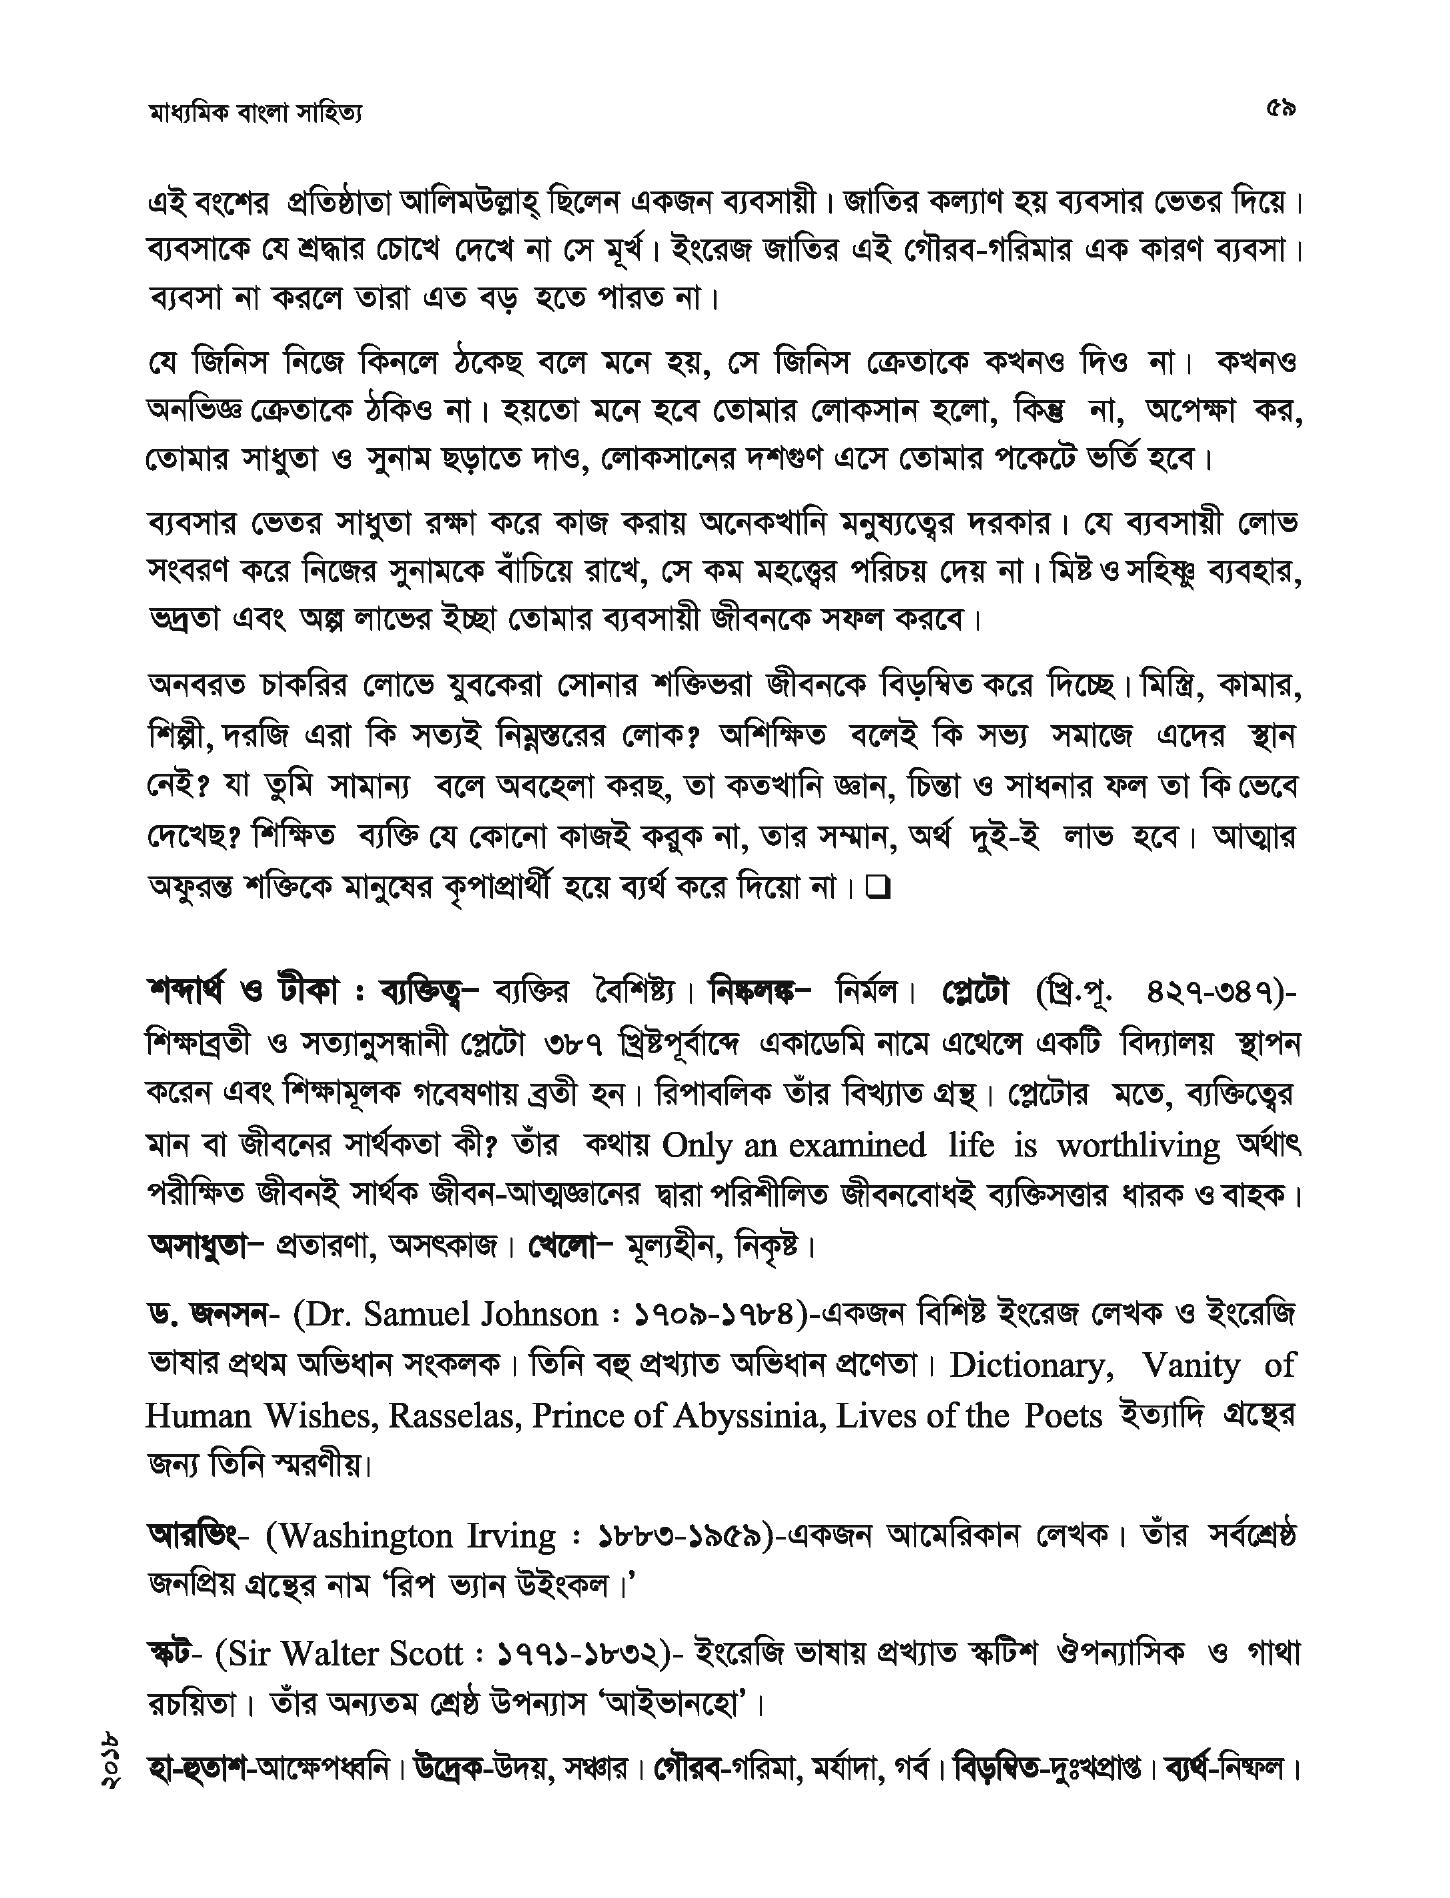 মাধ্যমিক বাংলা সাহিত্য ৫৯
এই বংশের প্রতিষ্ঠাতা আলিমউল্লাহ্ ছিলেন একজন ব্যবসায়ী। জাতির কল্যাণ হয় ব্যবসার ভেতর দিয়ে।
ব্যবসাকে যে শ্রদ্ধার চোখে দেখে না সে মূর্খ। ইংরেজ জাতির এই গৌরব-গরিমার এক কারণ ব্যবসা।
ব্যবসা না করলে তারা এত বড় হতে পারত না।
যে জিনিস নিজে কিনলে ঠকেছ বলে মনে হয়, সে জিনিস ক্রেতাকে কখনও দিও না। কখনও
অনভিজ্ঞ ক্রেতাকে ঠকিও না। হয়তো মনে হবে তোমার লোকসান হলো, কিন্তু না, অপেক্ষা কর,
তোমার সাধুতা ও সুনাম ছড়াতে দাও, লোকসানের দশগুণ এসে তোমার পকেটে ভর্তি হবে।
ব্যবসার ভেতর সাধুতা রক্ষা করে কাজ করায় অনেকখানি মনুষ্যত্বের দরকার। যে ব্যবসায়ী লোভ
সংবরণ করে নিজের সুনামকে বাঁচিয়ে রাখে, সে কম মহত্ত্বের পরিচয় দেয় না। মিষ্ট ও সহিষ্ণু ব্যবহার,
ভদ্রতা এবং অল্প লাভের ইচ্ছা তোমার ব্যবসায়ী জীবনকে সফল করবে।
অনবরত চাকরির লোভে যুবকেরা সোনার শক্তিভরা জীবনকে বিড়ম্বিত করে দিচ্ছে। মিস্ত্রি, কামার,
শিল্পী, দরজি এরা কি সত্যই নিম্নস্তরের লোক? অশিক্ষিত বলেই কি সভ্য সমাজে এদের স্থান
নেই? যা তুমি সামান্য বলে অবহেলা করছ, তা কতখানি জ্ঞান, চিন্তা ও সাধনার ফল তা কি ভেবে
দেখেছ? শিক্ষিত ব্যক্তি যে কোনো কাজই করুক না, তার সম্মান, অর্থ দুই-ই লাভ হবে। আত্মার
অফুরন্ত শক্তিকে মানুষের কৃপাপ্রার্থী হয়ে ব্যর্থ করে দিয়ো না। ❑
শব্দার্থ ও টীকা : ব্যক্তিত্ব– ব্যক্তির বৈশিষ্ট্য। নিষ্কলঙ্ক– নির্মল। প্লেটো (খ্রি.পূ. ৪২৭-৩৪৭)-
শিক্ষাব্রতী ও সত্যানুসন্ধানী প্লেটো ৩৮৭ খ্রিষ্টপূর্বাব্দে একাডেমি নামে এথেন্সে একটি বিদ্যালয় স্থাপন
করেন এবং শিক্ষামূলক গবেষণায় ব্রতী হন। রিপাবলিক তাঁর বিখ্যাত গ্রন্থ। প্লেটোর মতে, ব্যক্তিত্বের
মান বা জীবনের সার্থকতা কী? তাঁর কথায় Only an examined life is worthliving অর্থাৎ
পরীক্ষিত জীবনই সার্থক জীবন-আত্মজ্ঞানের দ্বারা পরিশীলিত জীবনবোধই ব্যক্তিসত্তার ধারক ও বাহক।
অসাধুতা– প্রতারণা, অসৎকাজ। খেলো– মূল্যহীন, নিকৃষ্ট।
ড. জনসন- (Dr. Samuel Johnson : ১৭০৯-১৭৮৪)-একজন বিশিষ্ট ইংরেজ লেখক ও ইংরেজি
ভাষার প্রথম অভিধান সংকলক। তিনি বহু প্রখ্যাত অভিধান প্রণেতা। Dictionary, Vanity of
Human Wishes, Rasselas, Prince of Abyssinia, Lives of the Poets ইত্যাদি গ্রন্থের
জন্য তিনি স্মরণীয়।
আরভিং- (Washington Irving : ১৮৮৩-১৯৫৯)-একজন আমেরিকান লেখক। তাঁর সর্বশ্রেষ্ঠ
জনপ্রিয় গ্রন্থের নাম ‘রিপ ভ্যান উইংকল।’
স্কট- (Sir Walter Scott : ১৭৭১-১৮৩২)- ইংরেজি ভাষায় প্রখ্যাত স্কটিশ ঔপন্যাসিক ও গাথা
রচয়িতা। তাঁর অন্যতম শ্রেষ্ঠ উপন্যাস ‘আইভানহো’।
হা-হুতাশ-আক্ষেপধ্বনি। উদ্রেক-উদয়, সঞ্চার। গৌরব-গরিমা, মর্যাদা, গর্ব। বিড়ম্বিত-দুঃখপ্রাপ্ত। ব্যর্থ-নিষ্ফল।
২০১৮